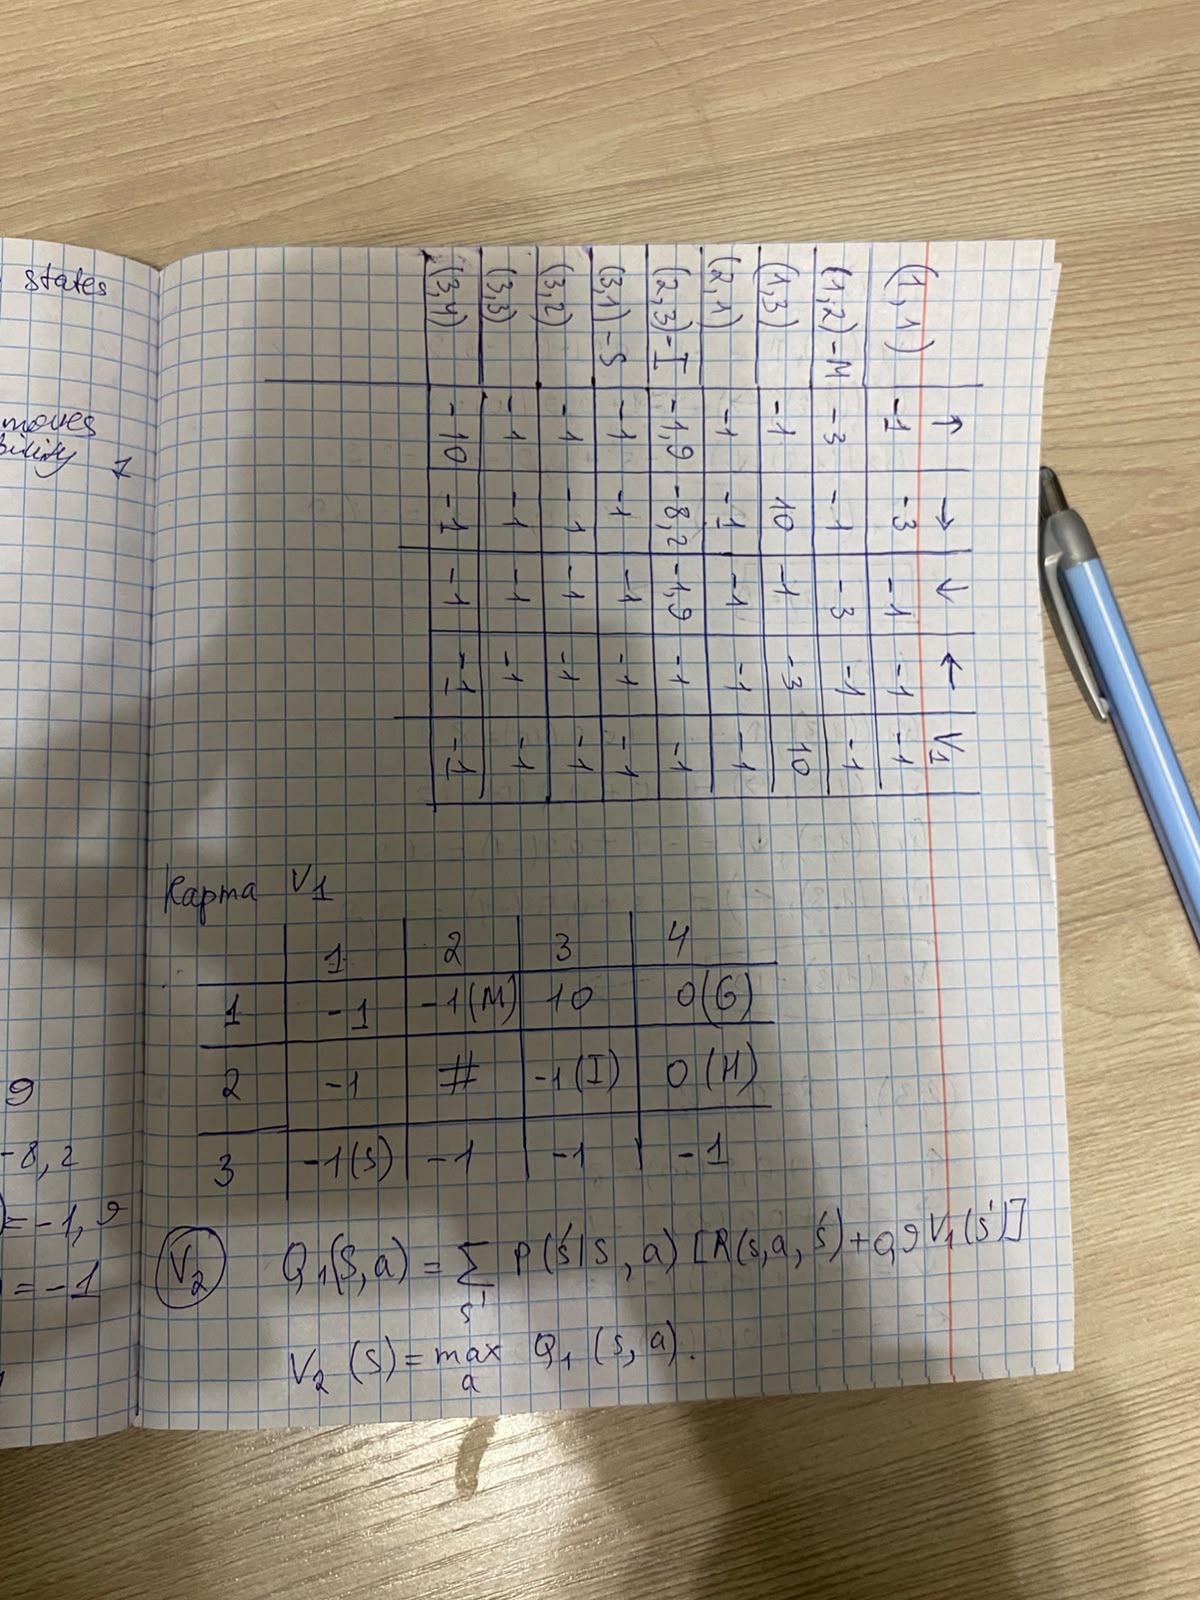 states
moves
bility 1
9
-8,2
)=-1,9
)=-1
↑ → ↓ ← V1
(1,1) -1 -3 -1 -1 -1
(1,2)-M -3 -1 -3 -1 -1
(1,3) -1 10 -1 -3 10
(2,1) -1 -1 -1 -1 -1
(2,3)-I -1,9 -8,2 -1,9 -1 -1
(3,1)-S -1 -1 -1 -1 -1
(3,2) -1 -1 -1 -1 -1
(3,3) -1 -1 -1 -1 -1
(3,4) -10 -1 -1 -1 -1
Карта V1
1 2 3 4
1 -1 -1(M) 10 0(G)
2 -1 # -1(I) 0(H)
3 -1(S) -1 -1 -1
V2 Q1(S,a) = Σ s' P(s'|s,a) [R(s,a,s')+0,9V1(s')]
V2(S) = max a Q1(s,a).